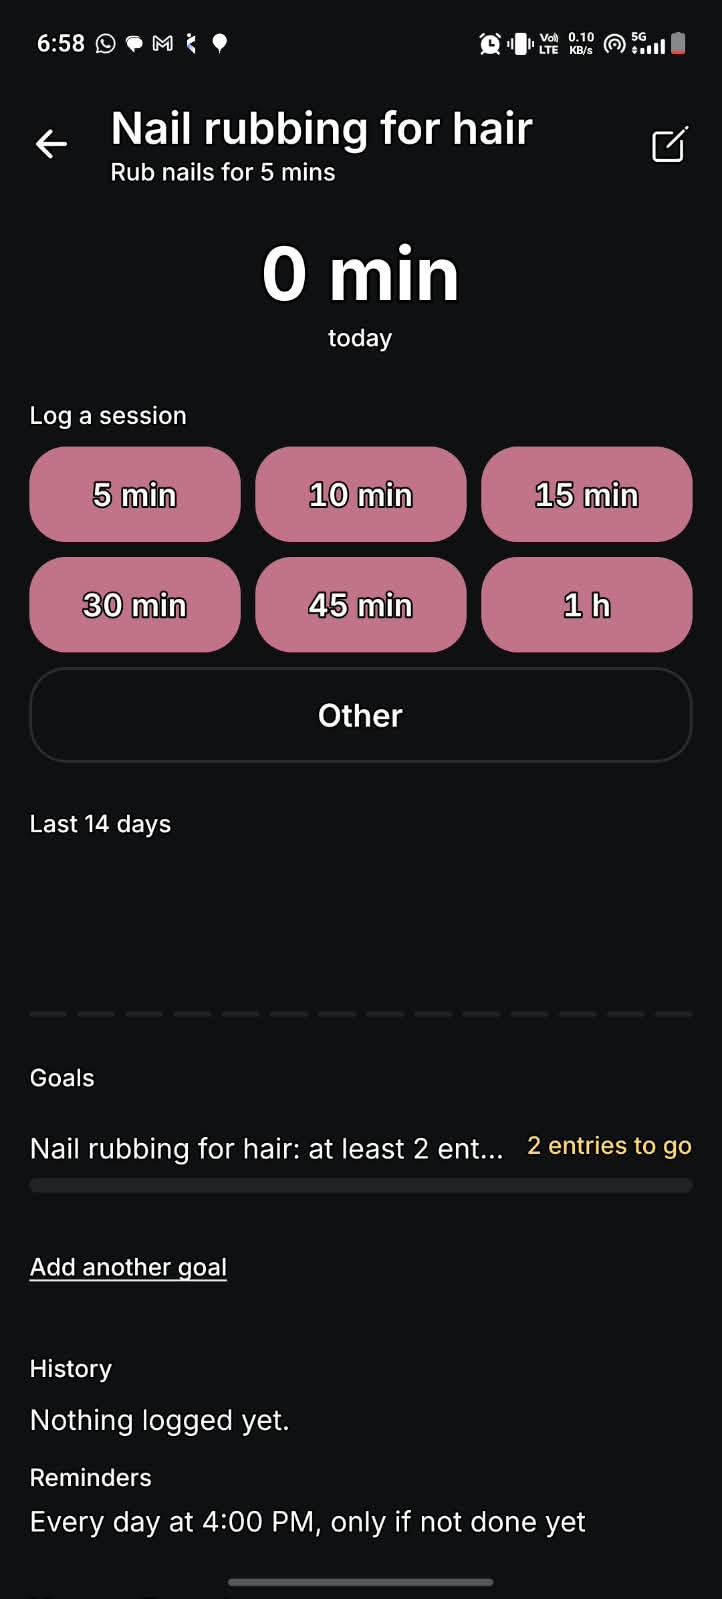 6:58
Vo)) 0.10 5G
LTE KB/s
Nail rubbing for hair
Rub nails for 5 mins
0 min
today
Log a session
5 min 10 min 15 min
30 min 45 min 1 h
Other
Last 14 days
Goals
Nail rubbing for hair: at least 2 ent... 2 entries to go
Add another goal
History
Nothing logged yet.
Reminders
Every day at 4:00 PM, only if not done yet